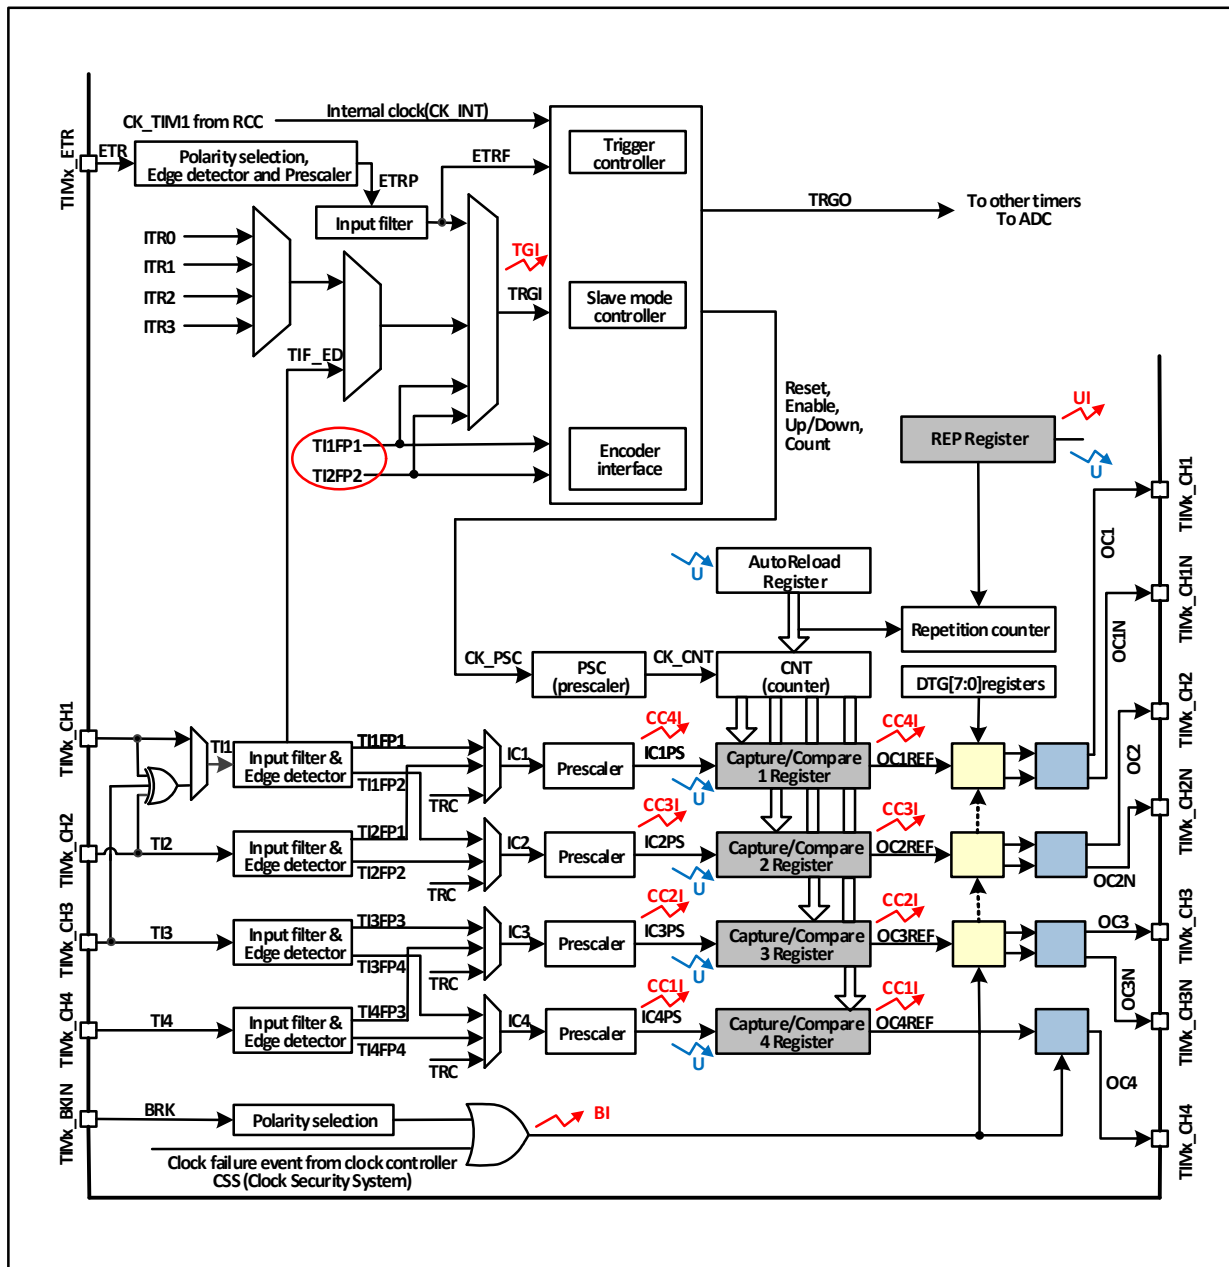 Internal clock(CK_INT)
CK_TIM1 from RCC
TIMx_ETR
ETR
Polarity selection,
Edge detector and Prescaler
ETRP
Input filter
ETRF
Trigger
controller
TRGO
To other timers
To ADC
ITR0
ITR1
ITR2
ITR3
TGI
TRGI
Slave mode
controller
TIF_ED
Reset,
Enable,
Up/Down,
Count
TI1FP1
TI2FP2
Encoder
interface
UI
REP Register
U
U
AutoReload
Register
Repetition counter
CK_PSC
PSC
(prescaler)
CK_CNT
CNT
(counter)
DTG[7:0]registers
TIMx_CH1
TI1
Input filter &
Edge detector
TI1FP1
TI1FP2
TRC
IC1
Prescaler
CC4I
IC1PS
U
Capture/Compare
1 Register
CC4I
OC1REF
OC1
TIMx_CH1
OC1N
TIMx_CH1N
TIMx_CH2
TI2
Input filter &
Edge detector
TI2FP1
TI2FP2
TRC
IC2
Prescaler
CC3I
IC2PS
U
Capture/Compare
2 Register
CC3I
OC2REF
OC2
TIMx_CH2
OC2N
TIMx_CH2N
TIMx_CH3
TI3
Input filter &
Edge detector
TI3FP3
TI3FP4
TRC
IC3
Prescaler
CC2I
IC3PS
U
Capture/Compare
3 Register
CC2I
OC3REF
OC3
TIMx_CH3
OC3N
TIMx_CH3N
TIMx_CH4
TI4
Input filter &
Edge detector
TI4FP3
TI4FP4
TRC
IC4
Prescaler
CC1I
IC4PS
U
Capture/Compare
4 Register
CC1I
OC4REF
OC4
TIMx_CH4
TIMx_BKIN
BRK
Polarity selection
BI
Clock failure event from clock controller
CSS (Clock Security System)